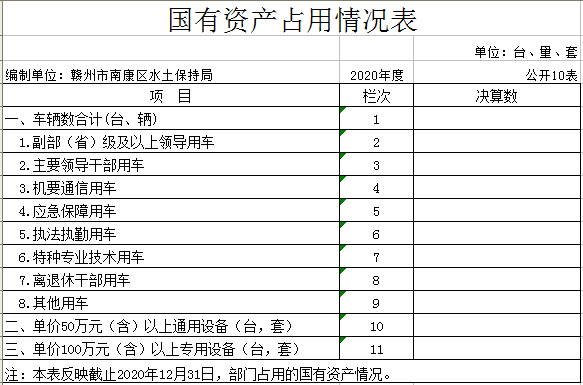 国有资产占用情况表
单位：台、量、套
编制单位：赣州市南康区水土保持局 2020年度 公开10表
项 目 栏次 决算数
一、车辆数合计(台、辆) 1
1.副部（省）级及以上领导用车 2
2.主要领导干部用车 3
3.机要通信用车 4
4.应急保障用车 5
5.执法执勤用车 6
6.特种专业技术用车 7
7.离退休干部用车 8
8.其他用车 9
二、单价50万元（含）以上通用设备（台，套） 10
三、单价100万元（含）以上专用设备（台，套） 11
注：本表反映截止2020年12月31日，部门占用的国有资产情况。